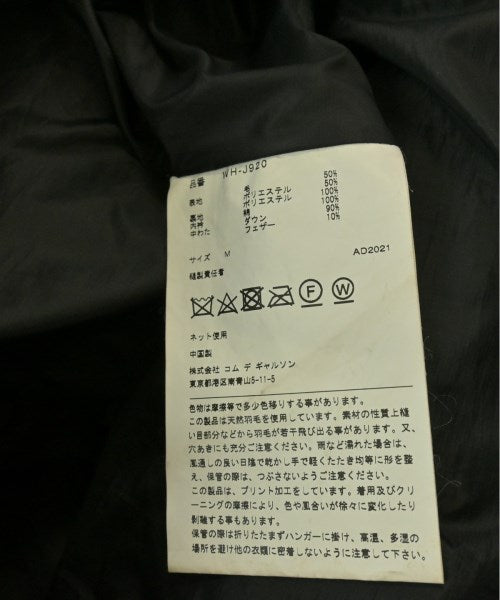 品番 WH-J920
表地 毛 50%
ポリエステル 50%
裏地 ポリエステル 100%
内袋 綿 100%
中わた ダウン 90%
フェザー 10%
サイズ M AD2021
縫製責任者
F W
ネット使用
中国製
株式会社 コム デ ギャルソン
東京都港区南青山5-11-5
色物は摩擦等で多少色移りする事が有ります。
この製品は天然羽毛を使用しています。素材の性質上縫
い目部分などから羽毛が若干飛び出る事があります。又、
穴あきにも充分ご注意ください。雨など濡れた場合は、
風通しの良い日陰で乾かし手で軽くたたき均等に形を整
え、保管の際は、つぶさないようにご注意ください。
この製品は、プリント加工をしています。着用及びクリ
ーニングの摩擦により、色や風合いが徐々に変化したり
剥離する事もあります。
保管の際は折りたたまずハンガーに掛け、高温、多湿の
場所を避け他の衣類に密着しないように注意して下さい。